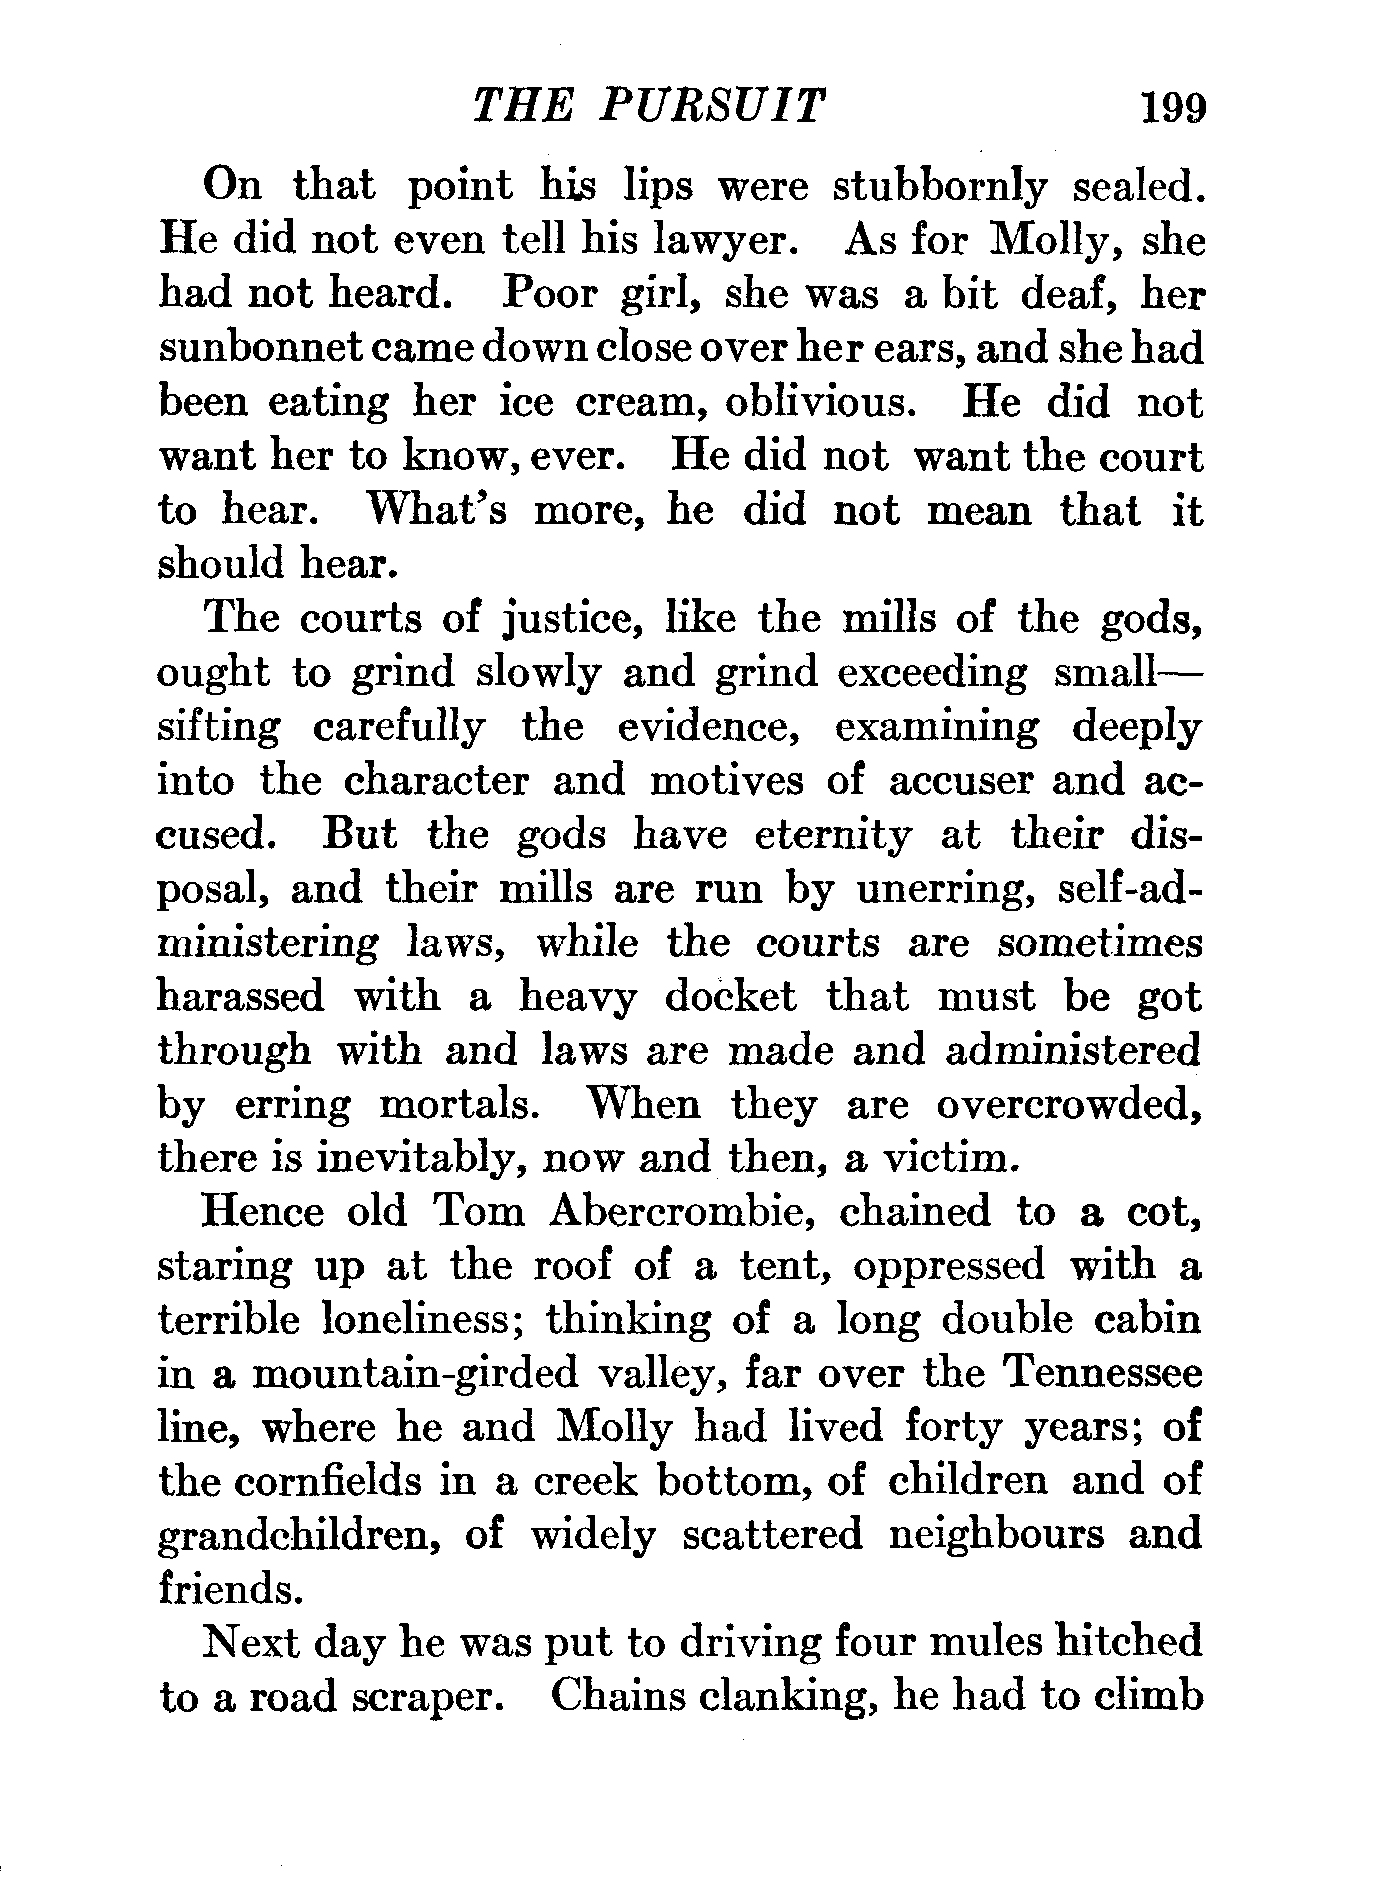 THE PURSUIT 199
On that point his lips were stubbornly sealed.
He did not even tell his lawyer. As for Molly, she
had not heard. Poor girl, she was a bit deaf, her
sunbonnet came down close over her ears, and she had
been eating her ice cream, oblivious. He did not
want her to know, ever. He did not want the court
to hear. What's more, he did not mean that it
should hear.
The courts of justice, like the mills of the gods,
ought to grind slowly and grind exceeding small—
sifting carefully the evidence, examining deeply
into the character and motives of accuser and ac-
cused. But the gods have eternity at their dis-
posal, and their mills are run by unerring, self-ad-
ministering laws, while the courts are sometimes
harassed with a heavy docket that must be got
through with and laws are made and administered
by erring mortals. When they are overcrowded,
there is inevitably, now and then, a victim.
Hence old Tom Abercrombie, chained to a cot,
staring up at the roof of a tent, oppressed with a
terrible loneliness; thinking of a long double cabin
in a mountain-girded valley, far over the Tennessee
line, where he and Molly had lived forty years; of
the cornfields in a creek bottom, of children and of
grandchildren, of widely scattered neighbours and
friends.
Next day he was put to driving four mules hitched
to a road scraper. Chains clanking, he had to climb